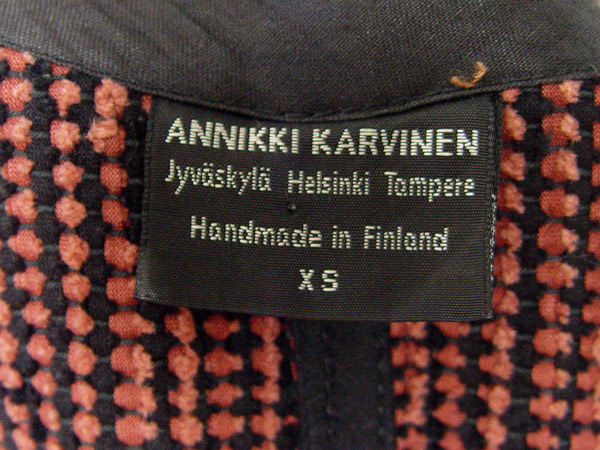 ANNIKKI KARVINEN
Jyväskylä Helsinki Tampere
Handmade in Finland
XS